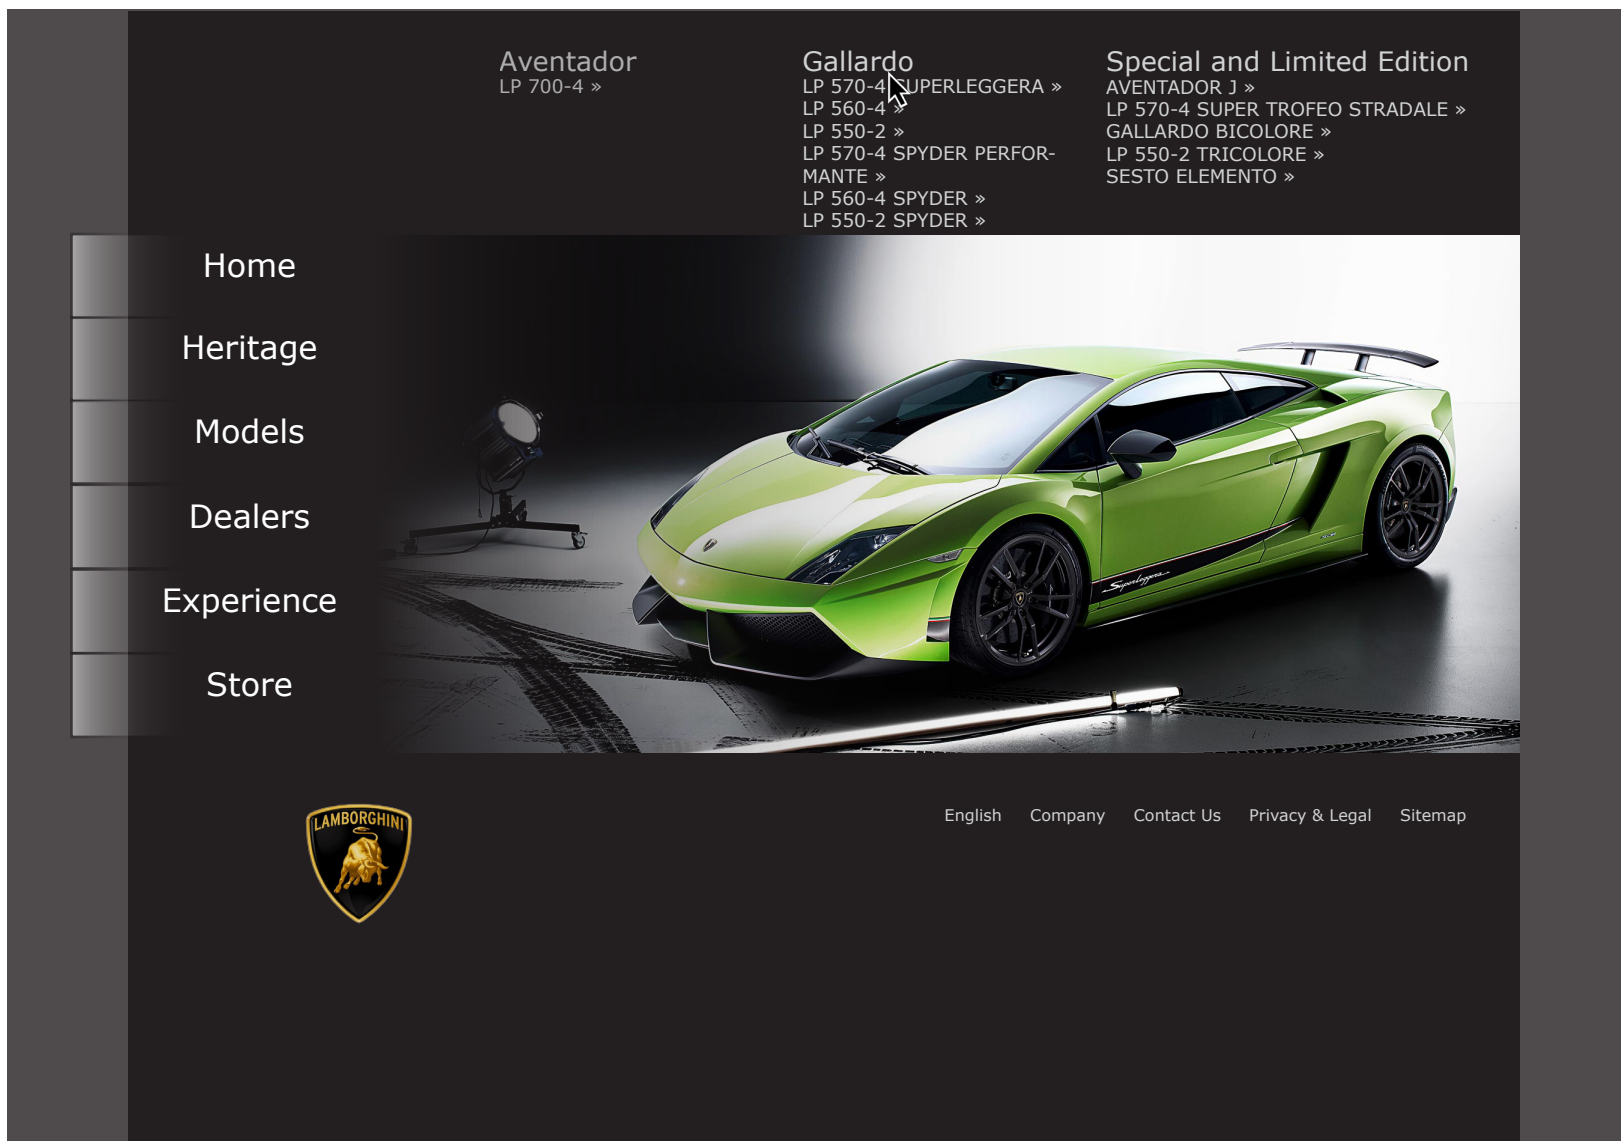 Aventador
LP 700-4 »
Gallardo
LP 570-4 SUPERLEGGERA »
LP 560-4 »
LP 550-2 »
LP 570-4 SPYDER PERFOR-
MANTE »
LP 560-4 SPYDER »
LP 550-2 SPYDER »
Special and Limited Edition
AVENTADOR J »
LP 570-4 SUPER TROFEO STRADALE »
GALLARDO BICOLORE »
LP 550-2 TRICOLORE »
SESTO ELEMENTO »
Home
Heritage
Models
Dealers
Experience
Store
Superleggera
LAMBORGHINI
English Company Contact Us Privacy & Legal Sitemap